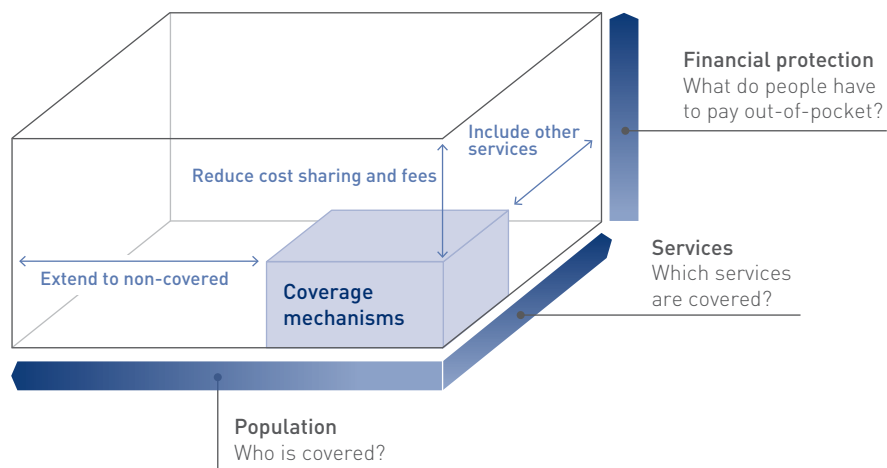 Financial protection
What do people have
to pay out-of-pocket?
Include other
services
Reduce cost sharing and fees
Services
Which services
are covered?
Extend to non-covered
Coverage
mechanisms
Population
Who is covered?